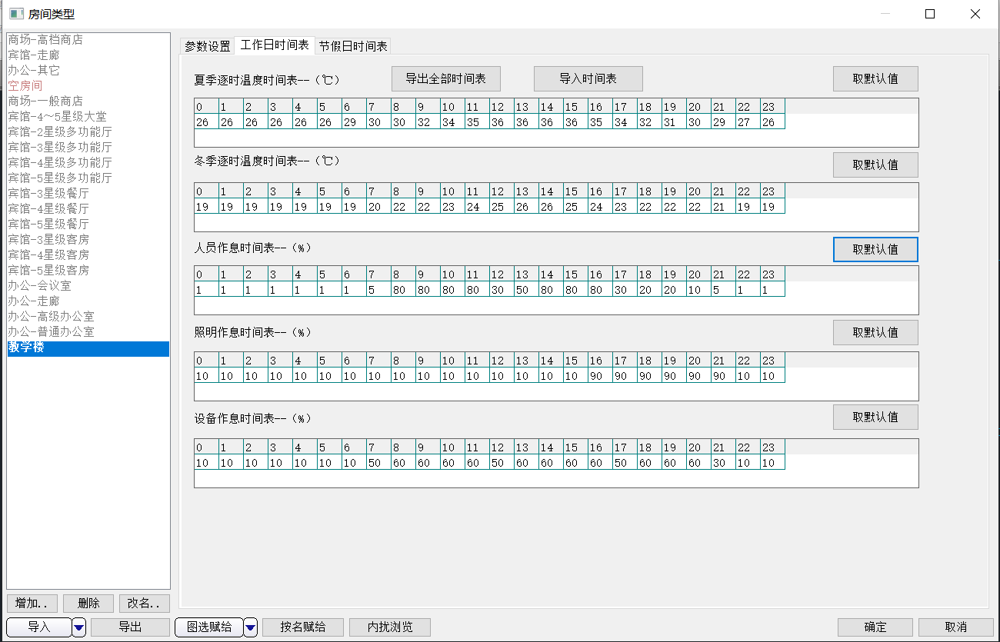 房间类型
商场-高档商店
宾馆-走廊
办公-其它
空房间
商场-一般商店
宾馆-4～5星级大堂
宾馆-2星级多功能厅
宾馆-3星级多功能厅
宾馆-4星级多功能厅
宾馆-5星级多功能厅
宾馆-3星级餐厅
宾馆-4星级餐厅
宾馆-5星级餐厅
宾馆-3星级客房
宾馆-4星级客房
宾馆-5星级客房
办公-会议室
办公-走廊
办公-高级办公室
办公-普通办公室
教学楼
增加.. 删除 改名..
参数设置 工作日时间表 节假日时间表
夏季逐时温度时间表--（℃） 导出全部时间表 导入时间表 取默认值
0 1 2 3 4 5 6 7 8 9 10 11 12 13 14 15 16 17 18 19 20 21 22 23
26 26 26 26 26 26 29 30 30 32 34 35 36 36 36 36 35 34 32 31 30 29 27 26
冬季逐时温度时间表--（℃） 取默认值
0 1 2 3 4 5 6 7 8 9 10 11 12 13 14 15 16 17 18 19 20 21 22 23
19 19 19 19 19 19 19 20 22 22 23 24 25 26 26 25 24 23 22 22 22 21 19 19
人员作息时间表--（%） 取默认值
0 1 2 3 4 5 6 7 8 9 10 11 12 13 14 15 16 17 18 19 20 21 22 23
1 1 1 1 1 1 1 5 80 80 80 80 30 50 80 80 80 30 20 20 10 5 1 1
照明作息时间表--（%） 取默认值
0 1 2 3 4 5 6 7 8 9 10 11 12 13 14 15 16 17 18 19 20 21 22 23
10 10 10 10 10 10 10 10 10 10 10 10 10 10 10 10 90 90 90 90 90 90 10 10
设备作息时间表--（%） 取默认值
0 1 2 3 4 5 6 7 8 9 10 11 12 13 14 15 16 17 18 19 20 21 22 23
10 10 10 10 10 10 10 50 60 60 60 60 50 60 60 60 60 50 60 60 60 30 10 10
导入 导出 图选赋给 按名赋给 内扰浏览 确定 取消